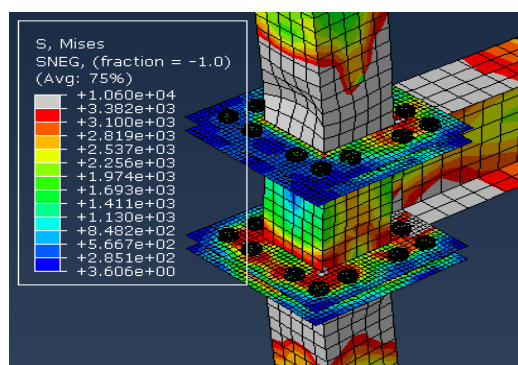 S, Mises
SNEG, (fraction = -1.0)
(Avg: 75%)
+1.060e+04
+3.382e+03
+3.100e+03
+2.819e+03
+2.537e+03
+2.256e+03
+1.974e+03
+1.693e+03
+1.411e+03
+1.130e+03
+8.482e+02
+5.667e+02
+2.851e+02
+3.606e+00